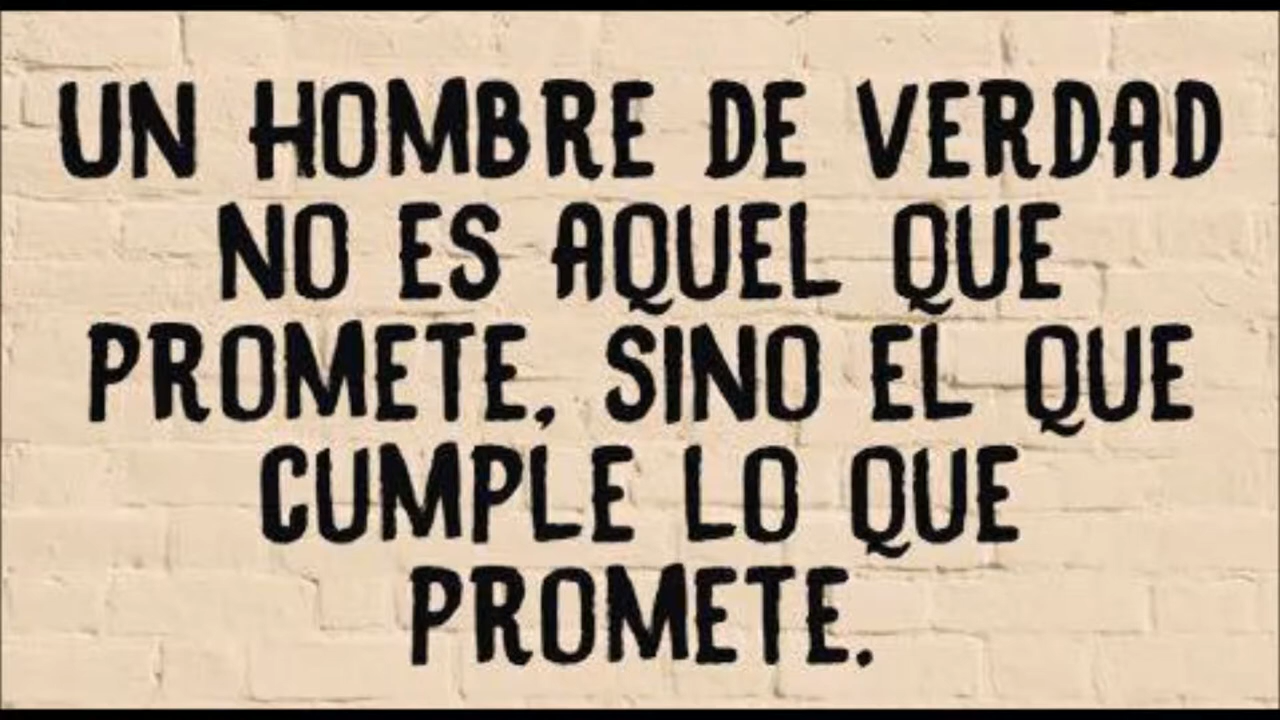 UN HOMBRE DE VERDAD
NO ES AQUEL QUE
PROMETE, SINO EL QUE
CUMPLE LO QUE
PROMETE.